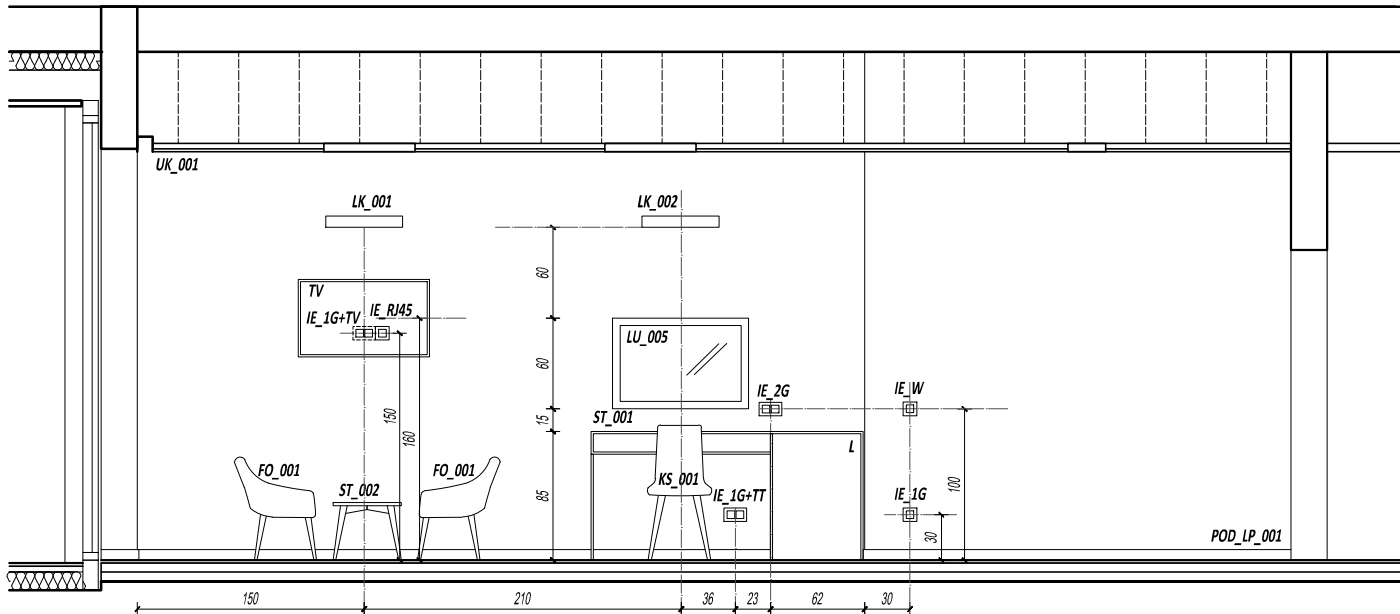 UK_001
LK_001
LK_002
60
TV
IE_1G+TV
IE_RJ45
LU_005
60
IE_2G
IE_W
ST_001
15
150
160
L
FO_001
ST_002
FO_001
KS_001
IE_1G+TT
IE_1G
85
100
30
POD_LP_001
150
210
36
23
62
30